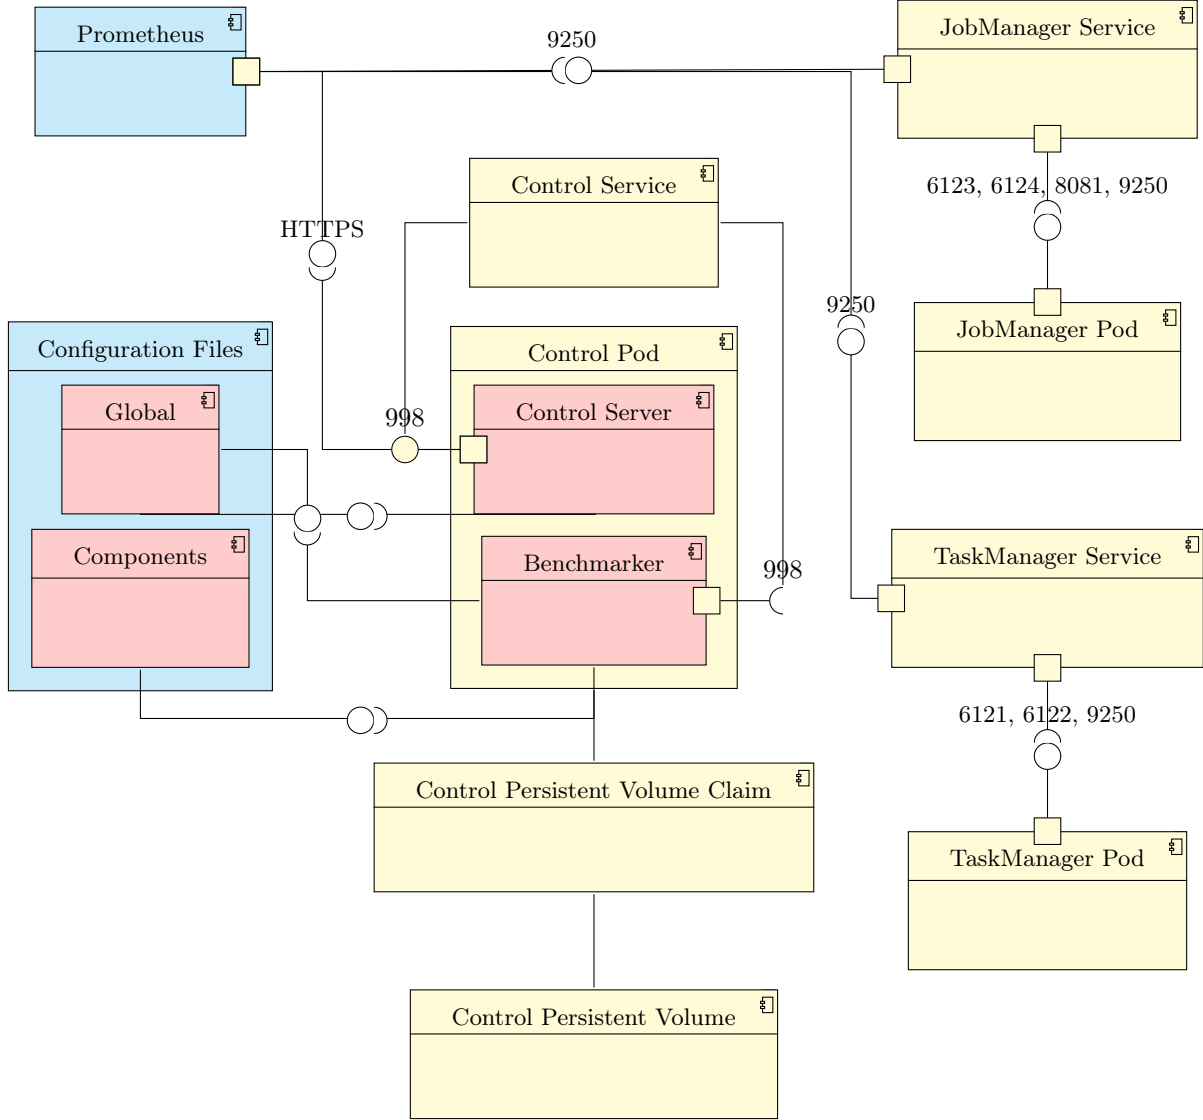 Prometheus
9250
JobManager Service
Control Service
6123, 6124, 8081, 9250
HTTPS
9250
JobManager Pod
Configuration Files
Control Pod
Global
998
Control Server
Components
Benchmarker
998
TaskManager Service
6121, 6122, 9250
Control Persistent Volume Claim
TaskManager Pod
Control Persistent Volume